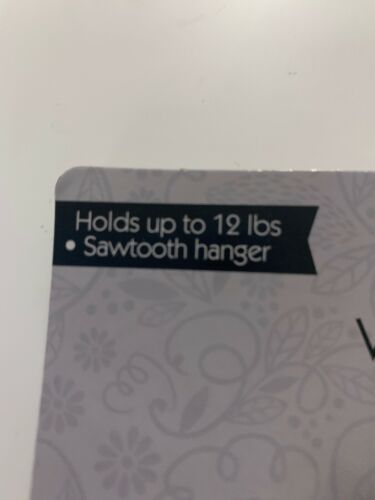 Holds up to 12 lbs
• Sawtooth hanger